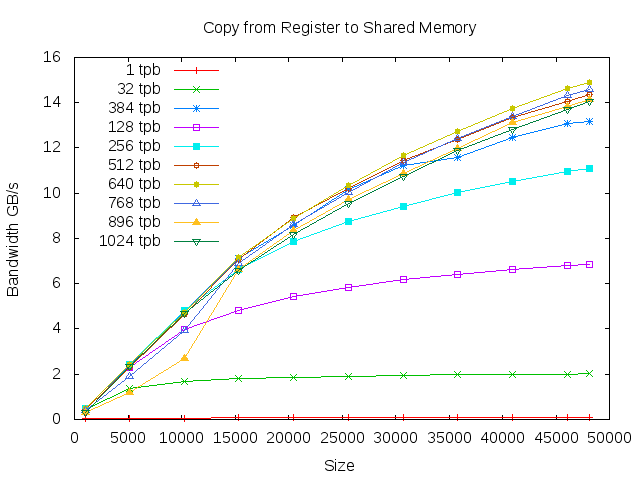 Copy from Register to Shared Memory
16
14
12
10
8
6
4
2
0
Bandwidth GB/s
1 tpb
32 tpb
384 tpb
128 tpb
256 tpb
512 tpb
640 tpb
768 tpb
896 tpb
1024 tpb
0 5000 10000 15000 20000 25000 30000 35000 40000 45000 50000
Size